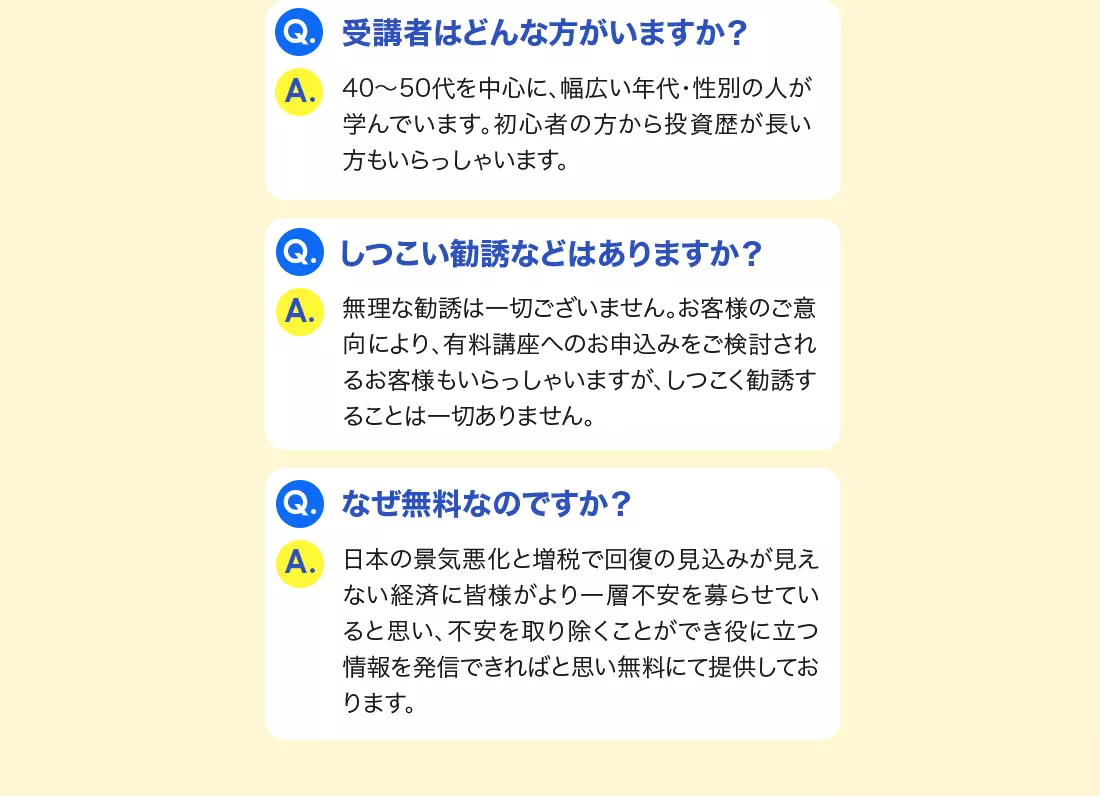 Q. 受講者はどんな方がいますか？
A. 40〜50代を中心に、幅広い年代・性別の人が
学んでいます。初心者の方から投資歴が長い
方もいらっしゃいます。
Q. しつこい勧誘などはありますか？
A. 無理な勧誘は一切ございません。お客様のご意
向により、有料講座へのお申込みをご検討され
るお客様もいらっしゃいますが、しつこく勧誘す
ることは一切ありません。
Q. なぜ無料なのですか？
A. 日本の景気悪化と増税で回復の見込みが見え
ない経済に皆様がより一層不安を募らせてい
ると思い、不安を取り除くことができ役に立つ
情報を発信できればと思い無料にて提供してお
ります。